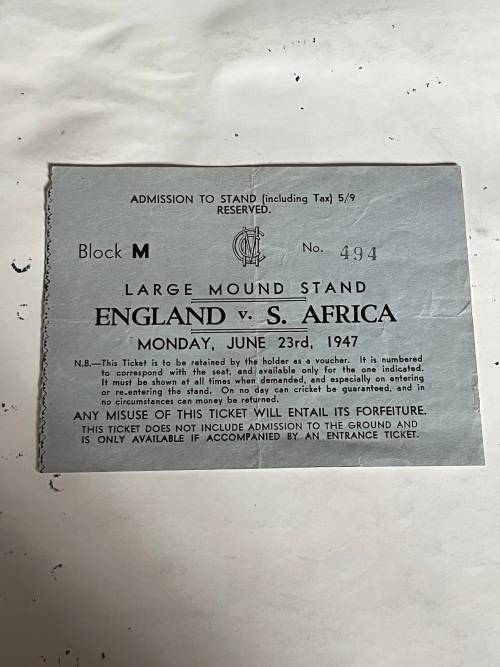 ADMISSION TO STAND (including Tax) 5/9
RESERVED.
Block M MCC No. 494
LARGE MOUND STAND
ENGLAND v. S. AFRICA
MONDAY, JUNE 23rd, 1947
N.B.—This Ticket is to be retained by the holder as a voucher. It is numbered
to correspond with the seat, and available only for the one indicated.
It must be shown at all times when demanded, and especially on entering
or re-entering the stand. On no day can cricket be guaranteed, and in
no circumstances can money be returned.
ANY MISUSE OF THIS TICKET WILL ENTAIL ITS FORFEITURE.
THIS TICKET DOES NOT INCLUDE ADMISSION TO THE GROUND AND
IS ONLY AVAILABLE IF ACCOMPANIED BY AN ENTRANCE TICKET.